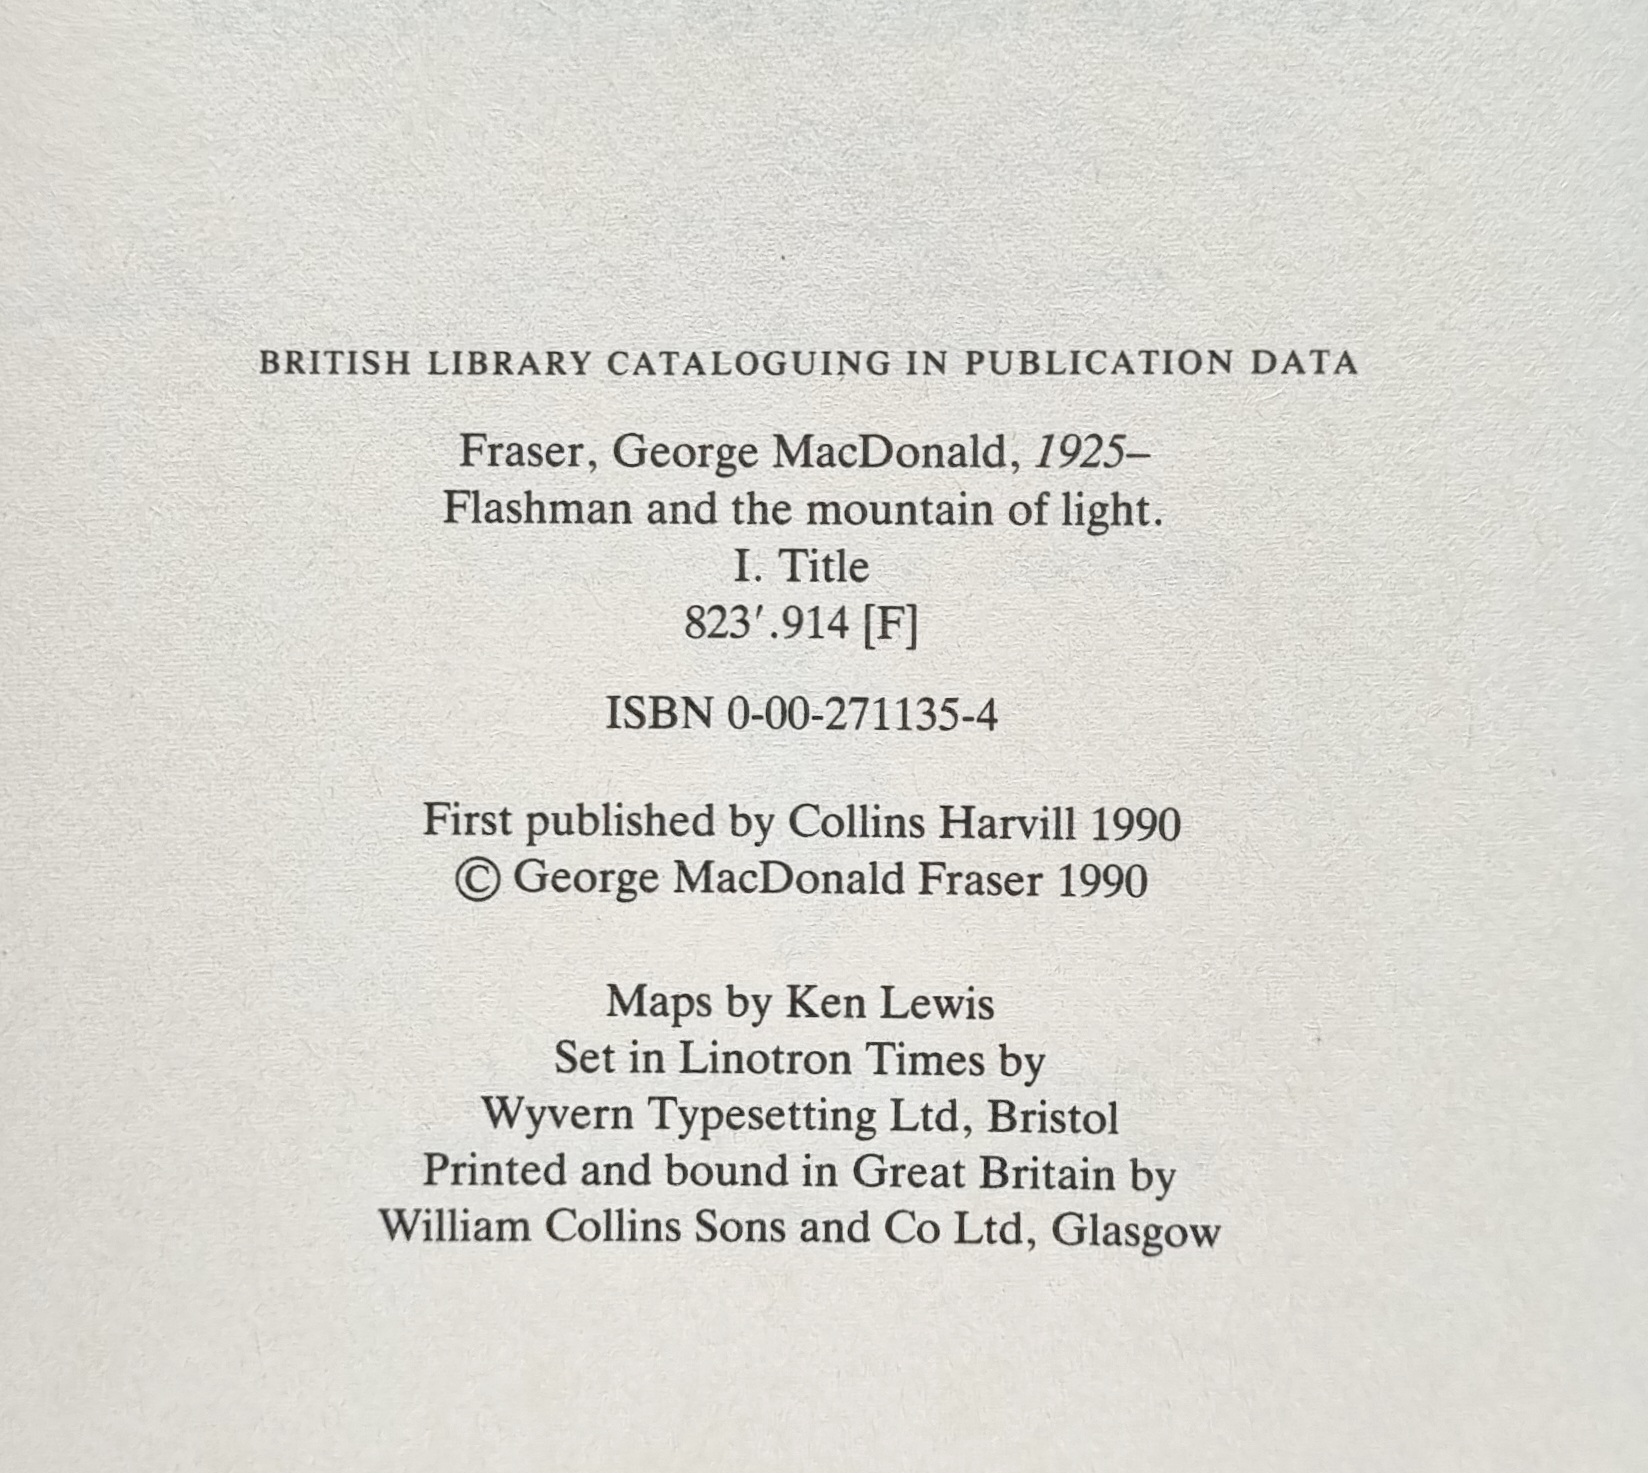 BRITISH LIBRARY CATALOGUING IN PUBLICATION DATA
Fraser, George MacDonald, 1925–
Flashman and the mountain of light.
I. Title
823′.914 [F]
ISBN 0-00-271135-4
First published by Collins Harvill 1990
© George MacDonald Fraser 1990
Maps by Ken Lewis
Set in Linotron Times by
Wyvern Typesetting Ltd, Bristol
Printed and bound in Great Britain by
William Collins Sons and Co Ltd, Glasgow